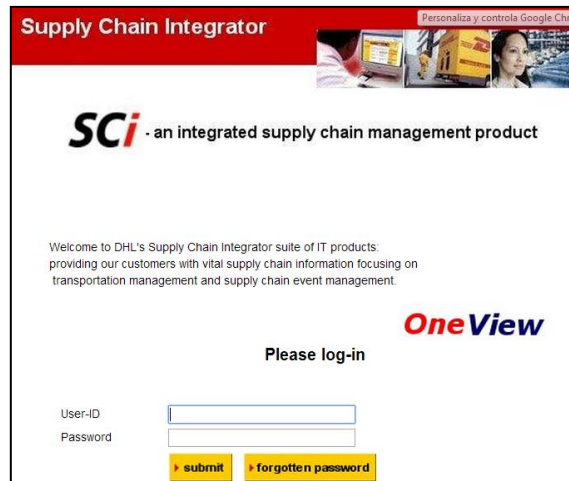 Supply Chain Integrator
Personaliza y controla Google Chr
SCi - an integrated supply chain management product
Welcome to DHL's Supply Chain Integrator suite of IT products:
providing our customers with vital supply chain information focusing on
transportation management and supply chain event management.
OneView
Please log-in
User-ID
Password
submit
forgotten password